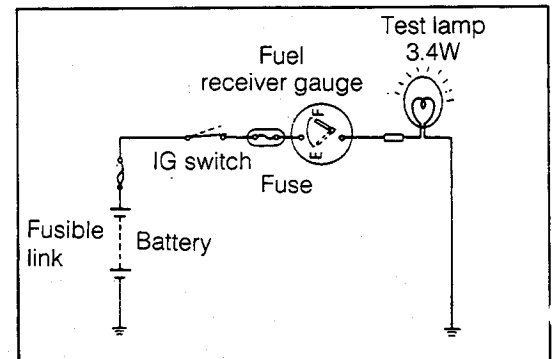 Test lamp
3.4W
Fuel
receiver gauge
F
E
IG switch
Fuse
Fusible
link
Battery